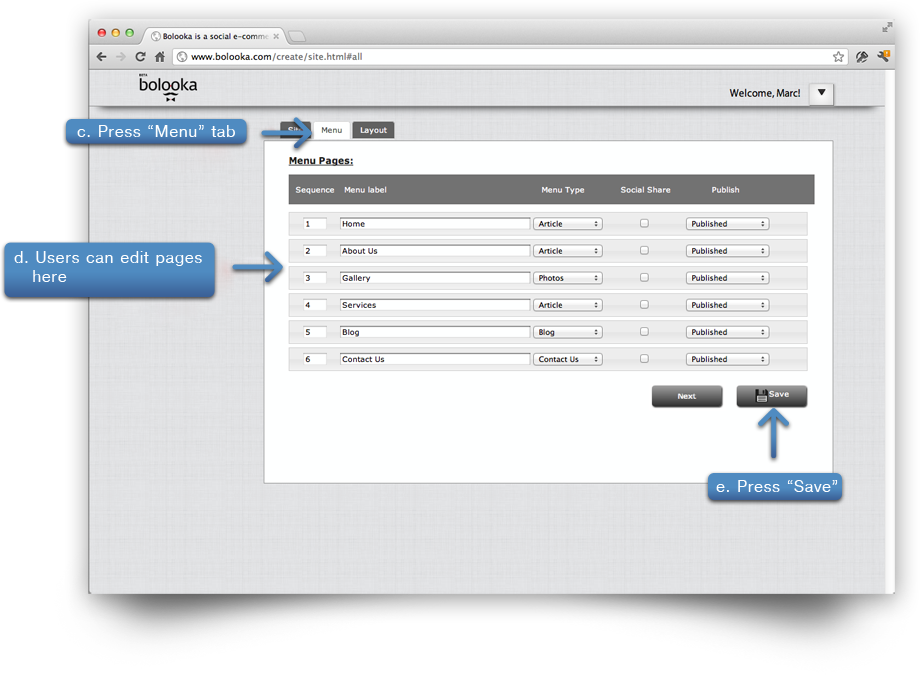 Bolooka is a social e-comme
www.bolooka.com/create/site.html#all
BETA
bolooka
Welcome, Marc!
c. Press “Menu” tab
Menu
Layout
Menu Pages:
Sequence Menu label Menu Type Social Share Publish
1 Home Article Published
2 About Us Article Published
d. Users can edit pages
here
3 Gallery Photos Published
4 Services Article Published
5 Blog Blog Published
6 Contact Us Contact Us Published
Next
Save
e. Press “Save”